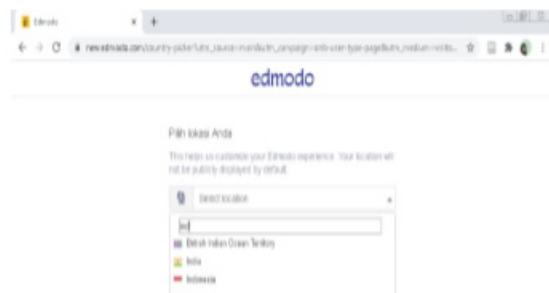 Edmodo
edmodo
Pilih lokasi Anda
This helps us customize your Edmodo experience. Your location will
not be publicly displayed by default.
Select location
ind
British Indian Ocean Territory
India
Indonesia